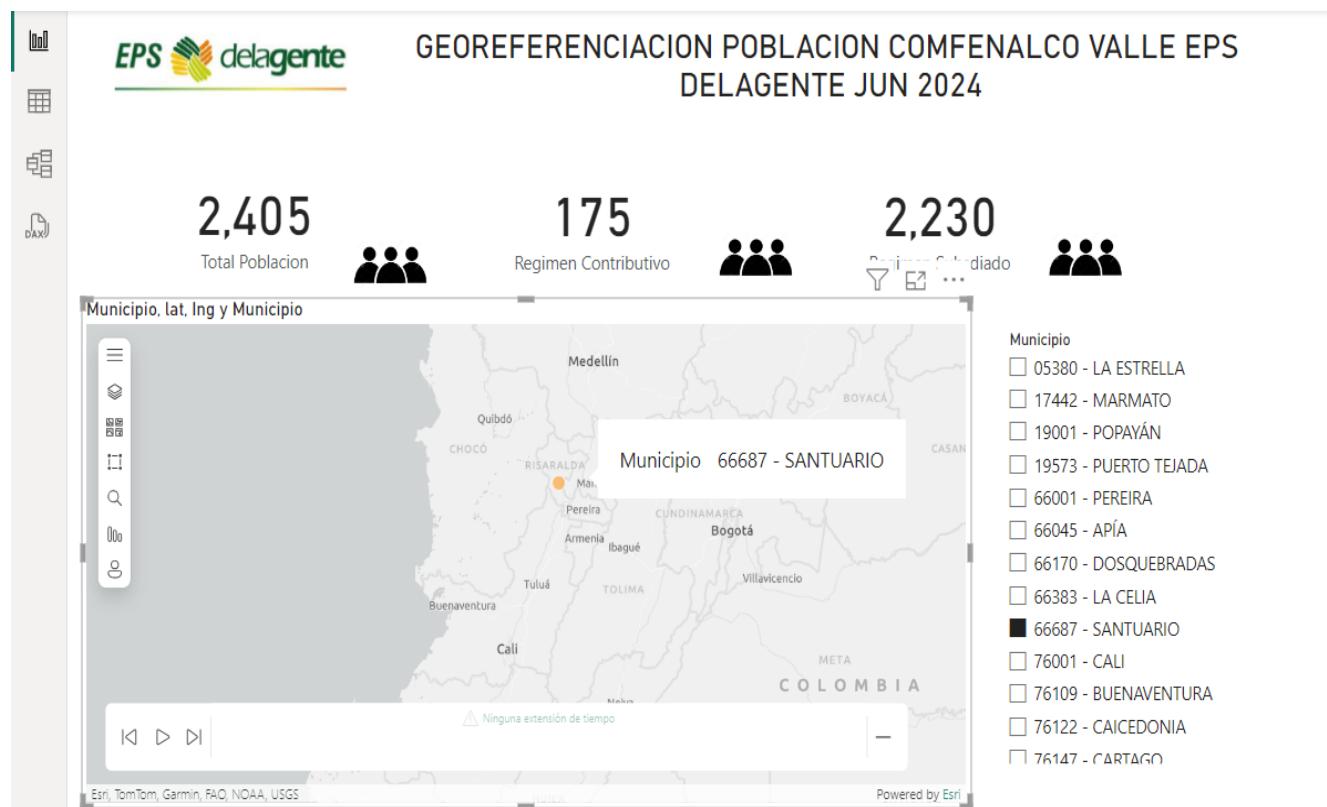 EPS delagente
GEOREFERENCIACION POBLACION COMFENALCO VALLE EPS
DELAGENTE JUN 2024
DAX
2,405
Total Poblacion
175
Regimen Contributivo
2,230
Municipio, lat, lng y Municipio
Medellín
BOYACÁ
Quibdó
CHOCÓ
CASAN
RISARALDA
Municipio 66687 - SANTUARIO
Pereira
CUNDINAMARCA
Bogotá
Armenia
Ibagué
Tuluá
TOLIMA
Villavicencio
Buenaventura
Cali
META
COLOMBIA
Ninguna extensión de tiempo
Esri, TomTom, Garmin, FAO, NOAA, USGS
Powered by Esri
Municipio
05380 - LA ESTRELLA
17442 - MARMATO
19001 - POPAYÁN
19573 - PUERTO TEJADA
66001 - PEREIRA
66045 - APÍA
66170 - DOSQUEBRADAS
66383 - LA CELIA
66687 - SANTUARIO
76001 - CALI
76109 - BUENAVENTURA
76122 - CAICEDONIA
76147 - CARTAGO